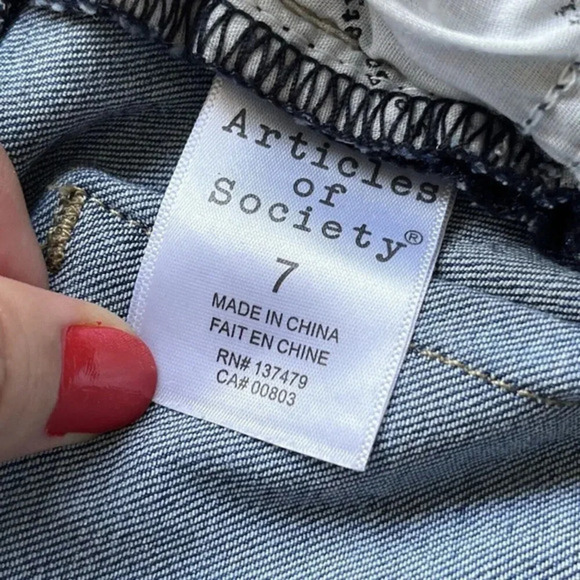 Articles
of
Society®
7
MADE IN CHINA
FAIT EN CHINE
RN# 137479
CA# 00803